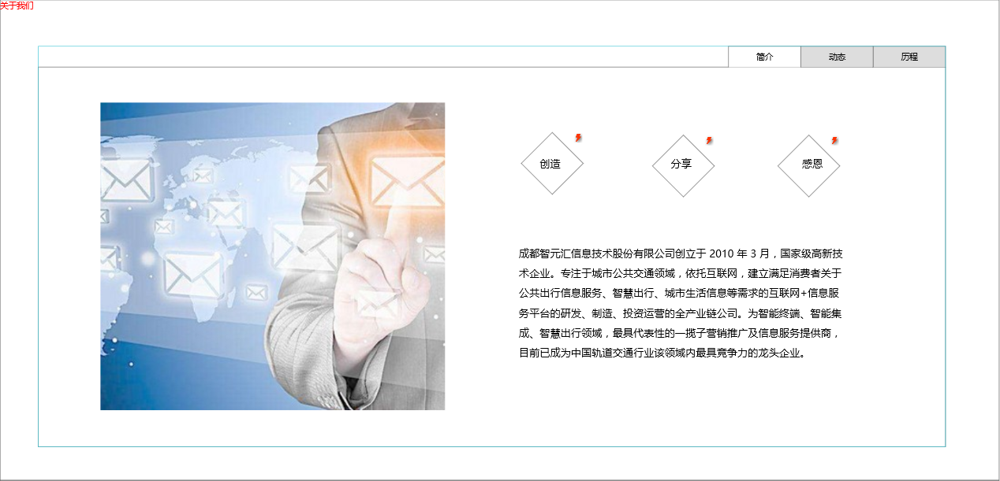 关于我们
简介 动态 历程
创造 分享 感恩
成都智元汇信息技术股份有限公司创立于 2010 年 3 月，国家级高新技
术企业。专注于城市公共交通领域，依托互联网，建立满足消费者关于
公共出行信息服务、智慧出行、城市生活信息等需求的互联网+信息服
务平台的研发、制造、投资运营的全产业链公司。为智能终端、智能集
成、智慧出行领域，最具代表性的一揽子营销推广及信息服务提供商，
目前已成为中国轨道交通行业该领域内最具竞争力的龙头企业。